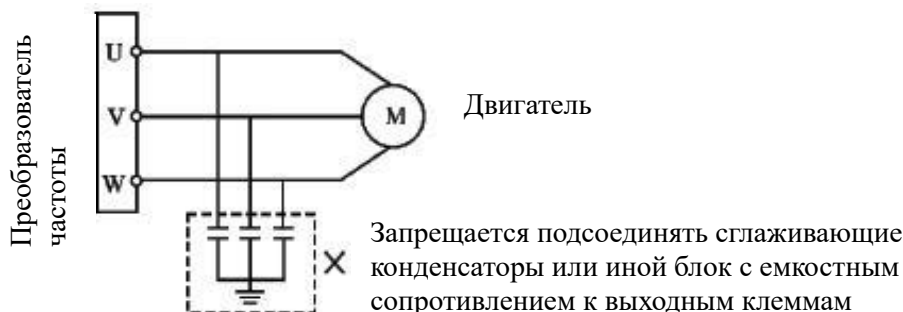 Преобразователь
частоты
U
V
W
M
Двигатель
Запрещается подсоединять сглаживающие
конденсаторы или иной блок с емкостным
сопротивлением к выходным клеммам